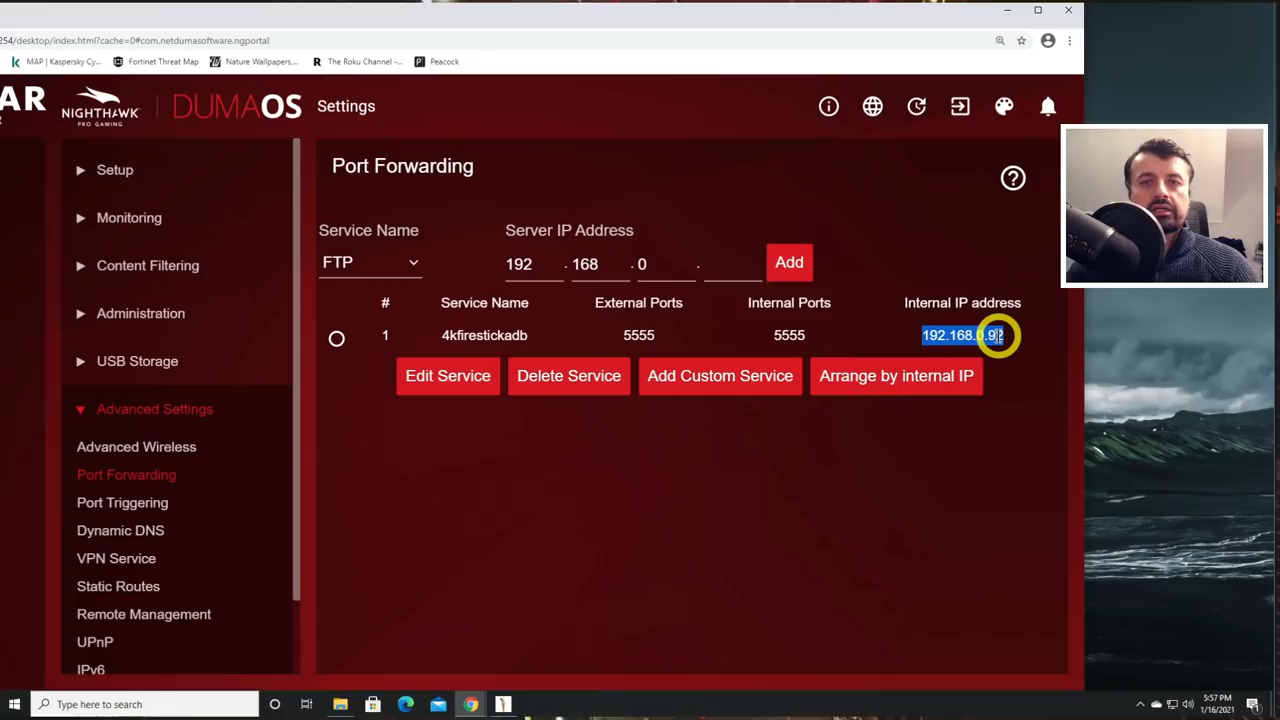 254/desktop/index.html?cache=0#com.netdumasoftware.ngportal
MAP | Kaspersky Cy...
Fortinet Threat Map
Nature Wallpapers,...
The Roku Channel -...
Peacock
AR
NIGHTHAWK
PRO GAMING
DUMAOS
Settings
Setup
Monitoring
Content Filtering
Administration
USB Storage
Advanced Settings
Advanced Wireless
Port Forwarding
Port Triggering
Dynamic DNS
VPN Service
Static Routes
Remote Management
UPnP
IPv6
Port Forwarding
Service Name Server IP Address
FTP 192 . 168 . 0 . Add
# Service Name External Ports Internal Ports Internal IP address
1 4kfirestickadb 5555 5555 192.168.0.92
Edit Service Delete Service Add Custom Service Arrange by internal IP
Type here to search
5:57 PM
1/16/2021